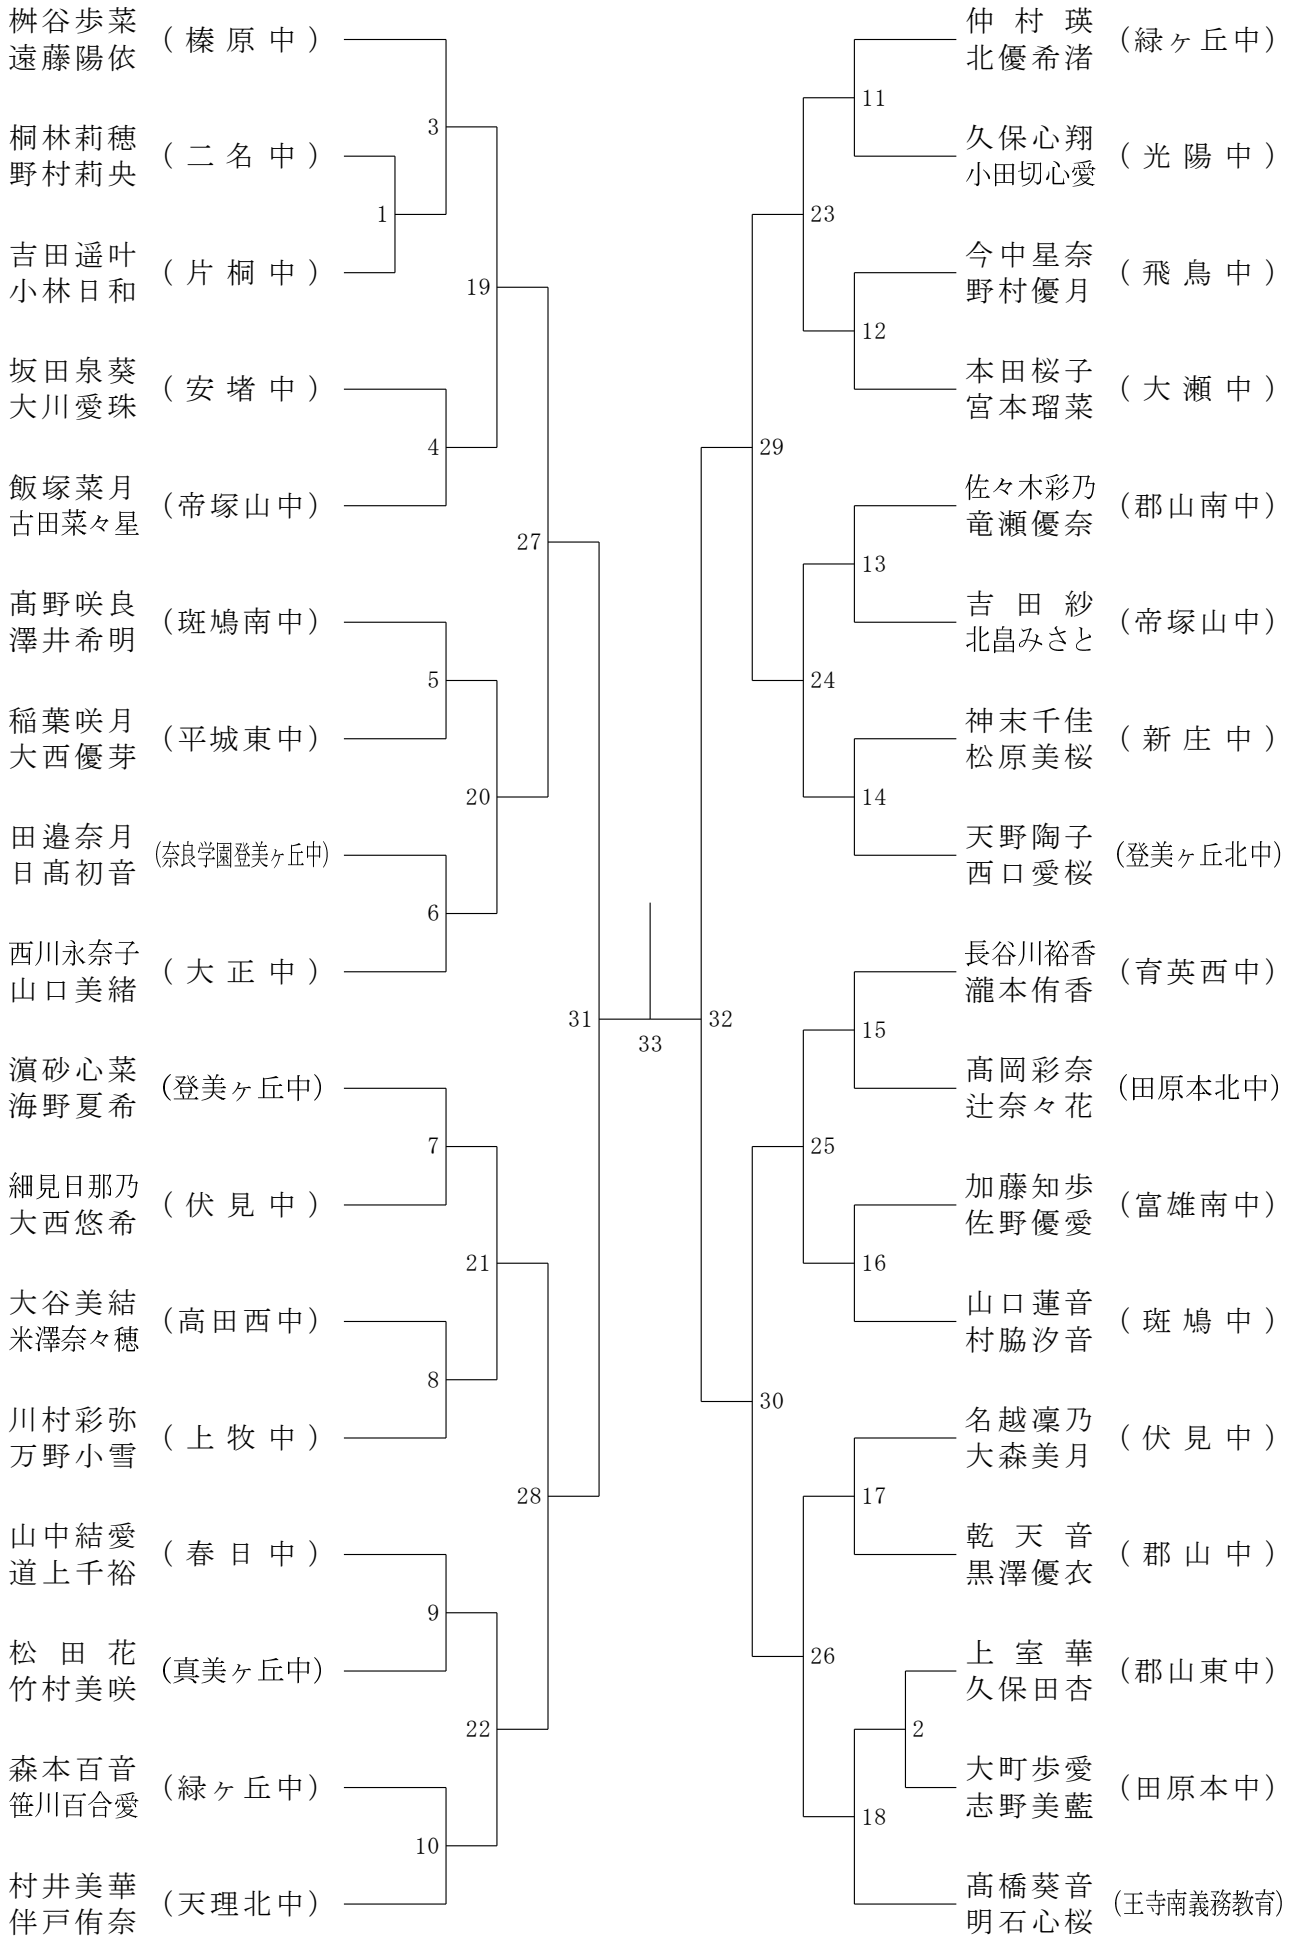 桝谷歩菜
遠藤陽依
(榛原中)
桐林莉穂
野村莉央
(二名中)
吉田遥叶
小林日和
(片桐中)
坂田泉葵
大川愛珠
(安堵中)
飯塚菜月
古田菜々星
(帝塚山中)
髙野咲良
澤井希明
(斑鳩南中)
稲葉咲月
大西優芽
(平城東中)
田邉奈月
日髙初音
(奈良学園登美ヶ丘中)
西川永奈子
山口美緒
(大正中)
濵砂心菜
海野夏希
(登美ヶ丘中)
細見日那乃
大西悠希
(伏見中)
大谷美結
米澤奈々穂
(高田西中)
川村彩弥
万野小雪
(上牧中)
山中結愛
道上千裕
(春日中)
松田花
竹村美咲
(真美ヶ丘中)
森本百音
笹川百合愛
(緑ヶ丘中)
村井美華
伴戸侑奈
(天理北中)
1
3
4
5
6
7
8
9
10
19
20
21
22
27
28
31
33
32
29
30
23
24
25
26
11
12
13
14
15
16
17
18
2
仲村瑛
北優希渚
(緑ヶ丘中)
久保心翔
小田切心愛
(光陽中)
今中星奈
野村優月
(飛鳥中)
本田桜子
宮本瑠菜
(大瀬中)
佐々木彩乃
竜瀬優奈
(郡山南中)
吉田紗
北畠みさと
(帝塚山中)
神末千佳
松原美桜
(新庄中)
天野陶子
西口愛桜
(登美ヶ丘北中)
長谷川裕香
瀧本侑香
(育英西中)
髙岡彩奈
辻奈々花
(田原本北中)
加藤知歩
佐野優愛
(富雄南中)
山口蓮音
村脇汐音
(斑鳩中)
名越凜乃
大森美月
(伏見中)
乾天音
黒澤優衣
(郡山中)
上室華
久保田杏
(郡山東中)
大町歩愛
志野美藍
(田原本中)
髙橋葵音
明石心桜
(王寺南義務教育)